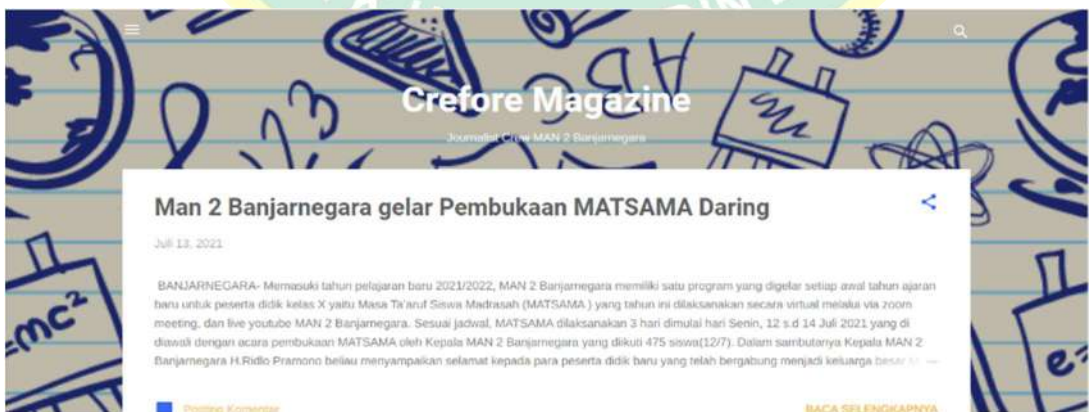 Crefore Magazine
Journalist Crew MAN 2 Banjarnegara
Man 2 Banjarnegara gelar Pembukaan MATSAMA Daring
Juli 13, 2021
BANJARNEGARA- Memasuki tahun pelajaran baru 2021/2022, MAN 2 Banjarnegara memiliki satu program yang digelar setiap awal tahun ajaran
baru untuk peserta didik kelas X yaitu Masa Ta'aruf Siswa Madrasah (MATSAMA ) yang tahun ini dilaksanakan secara virtual melalui via zoom
meeting, dan live youtube MAN 2 Banjarnegara. Sesuai jadwal, MATSAMA dilaksanakan 3 hari dimulai hari Senin, 12 s.d 14 Juli 2021 yang di
diawali dengan acara pembukaan MATSAMA oleh Kepala MAN 2 Banjarnegara yang diikuti 475 siswa(12/7). Dalam sambutanya Kepala MAN 2
Banjarnegara H.Ridlo Pramono beliau menyampaikan selamat kepada para peserta didik baru yang telah bergabung menjadi keluarga besar
Posting Komentar
BACA SELENGKAPNYA
ABC
123
=mc²
e=